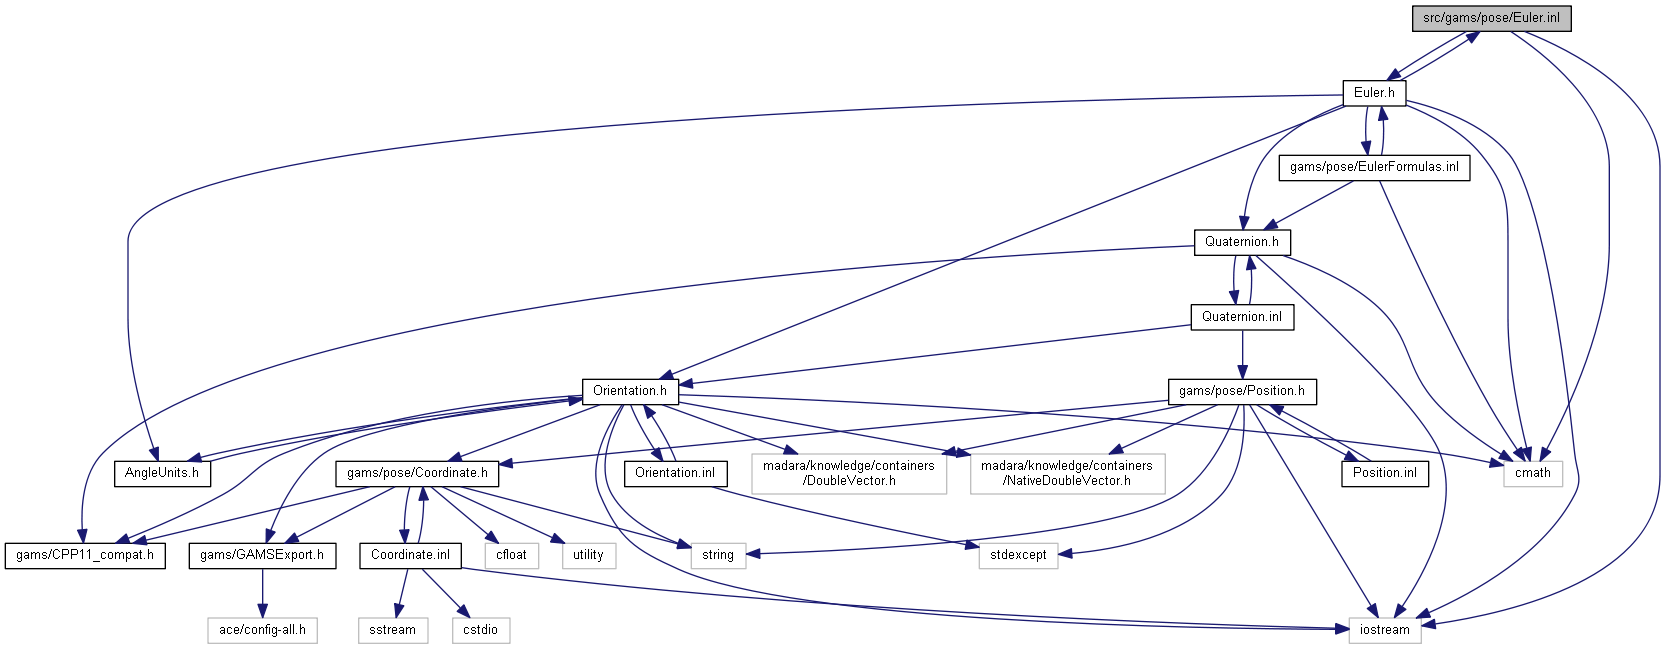 src/gams/pose/Euler.inl
Euler.h
gams/pose/EulerFormulas.inl
Quaternion.h
Quaternion.inl
Orientation.h
gams/pose/Position.h
AngleUnits.h
gams/pose/Coordinate.h
Orientation.inl
madara/knowledge/containers
/DoubleVector.h
madara/knowledge/containers
/NativeDoubleVector.h
Position.inl
cmath
gams/CPP11_compat.h
gams/GAMSExport.h
Coordinate.inl
cfloat
utility
string
stdexcept
ace/config-all.h
sstream
cstdio
iostream